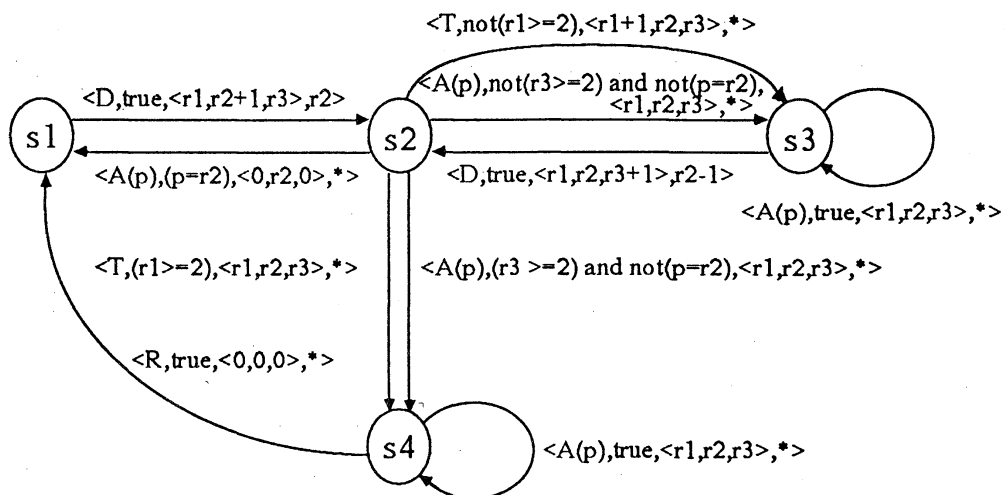 <T,not(r1>=2),<r1+1,r2,r3>,*>
<A(p),not(r3>=2) and not(p=r2),
<r1,r2,r3>,*>
<D,true,<r1,r2+1,r3>,r2>
s1
s2
s3
<A(p),(p=r2),<0,r2,0>,*>
<D,true,<r1,r2,r3+1>,r2-1>
<A(p),true,<r1,r2,r3>,*>
<T,(r1>=2),<r1,r2,r3>,*>
<A(p),(r3 >=2) and not(p=r2),<r1,r2,r3>,*>
<R,true,<0,0,0>,*>
s4
<A(p),true,<r1,r2,r3>,*>